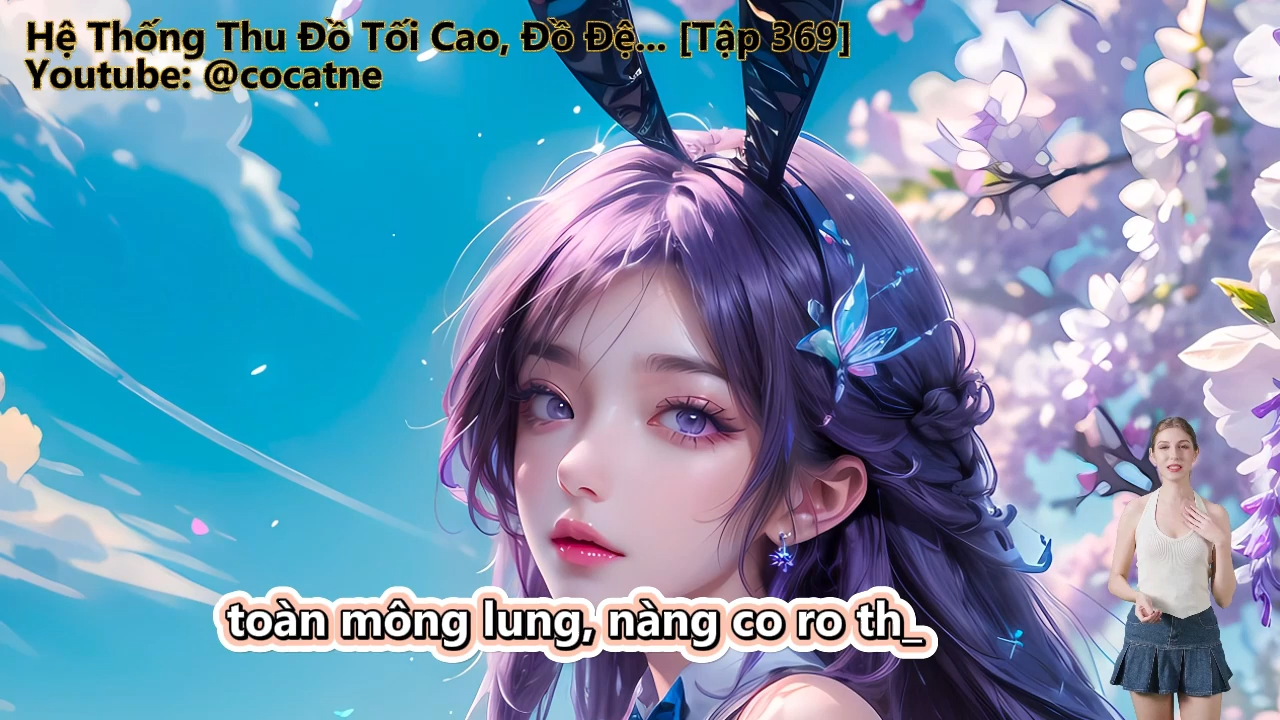 Hệ Thống Thu Đồ Tối Cao, Đồ Đệ... [Tập 369]
Youtube: @cocatne
toàn mông lung, nàng co ro th_